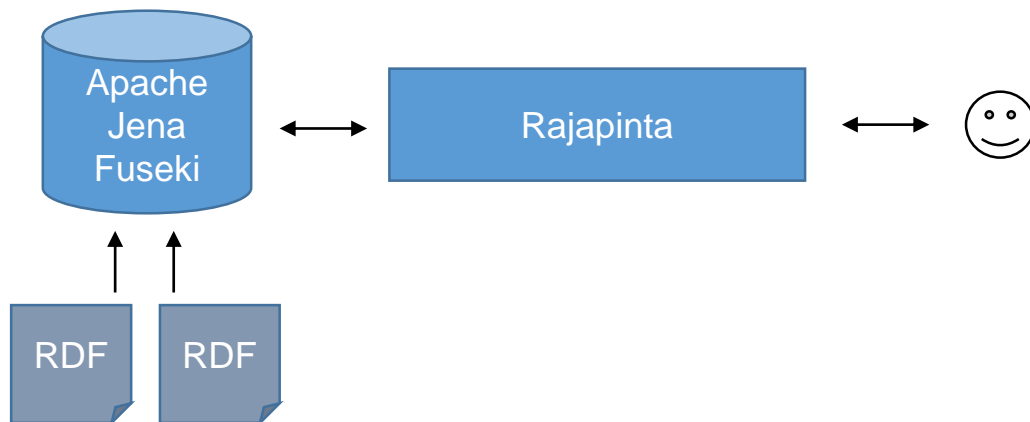 Apache
Jena
Fuseki
Rajapinta
RDF
RDF